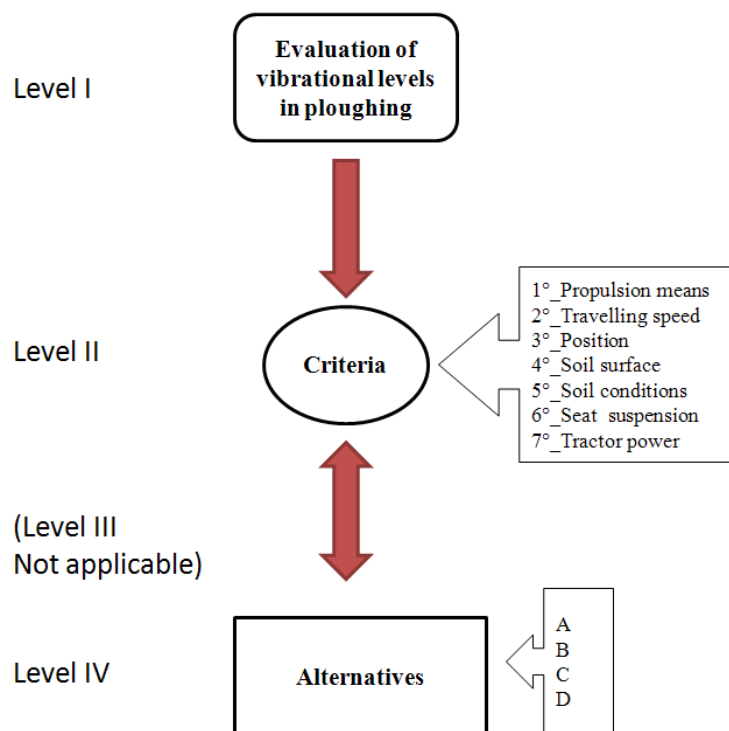 Level I
Evaluation of
vibrational levels
in ploughing
Level II
Criteria
1°_Propulsion means
2°_Travelling speed
3°_Position
4°_Soil surface
5°_Soil conditions
6°_Seat suspension
7°_Tractor power
(Level III
Not applicable)
Level IV
Alternatives
A
B
C
D